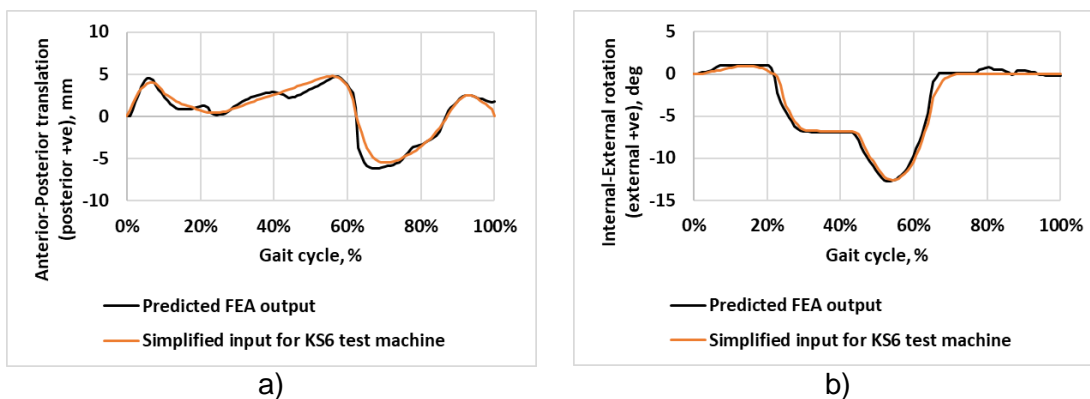 Anterior-Posterior translation
(posterior +ve), mm
10
5
0
-5
-10
0%
20%
40%
60%
80%
100%
Gait cycle, %
Predicted FEA output
Simplified input for KS6 test machine
a)
Internal-External rotation
(external +ve), deg
5
0
-5
-10
-15
0%
20%
40%
60%
80%
100%
Gait cycle, %
Predicted FEA output
Simplified input for KS6 test machine
b)